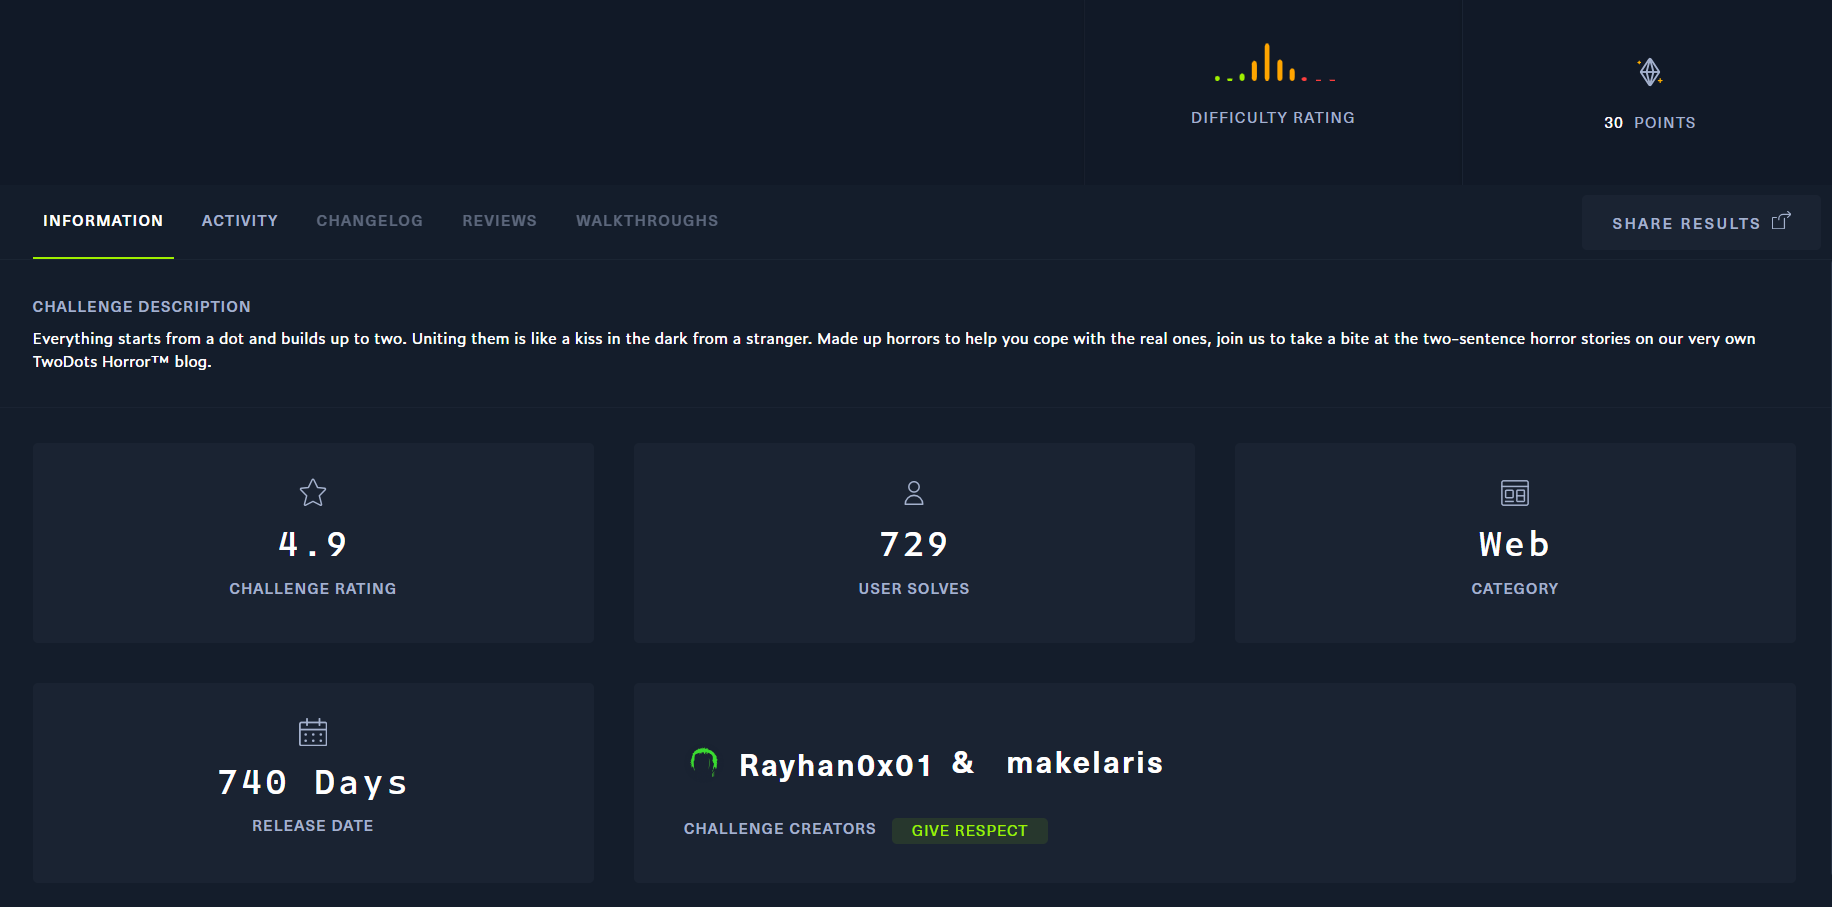 DIFFICULTY RATING
30 POINTS
INFORMATION ACTIVITY CHANGELOG REVIEWS WALKTHROUGHS SHARE RESULTS
CHALLENGE DESCRIPTION
Everything starts from a dot and builds up to two. Uniting them is like a kiss in the dark from a stranger. Made up horrors to help you cope with the real ones, join us to take a bite at the two-sentence horror stories on our very own
TwoDots Horror™ blog.
4.9
CHALLENGE RATING
729
USER SOLVES
Web
CATEGORY
740 Days
RELEASE DATE
Rayhan0x01 & makelaris
CHALLENGE CREATORS GIVE RESPECT